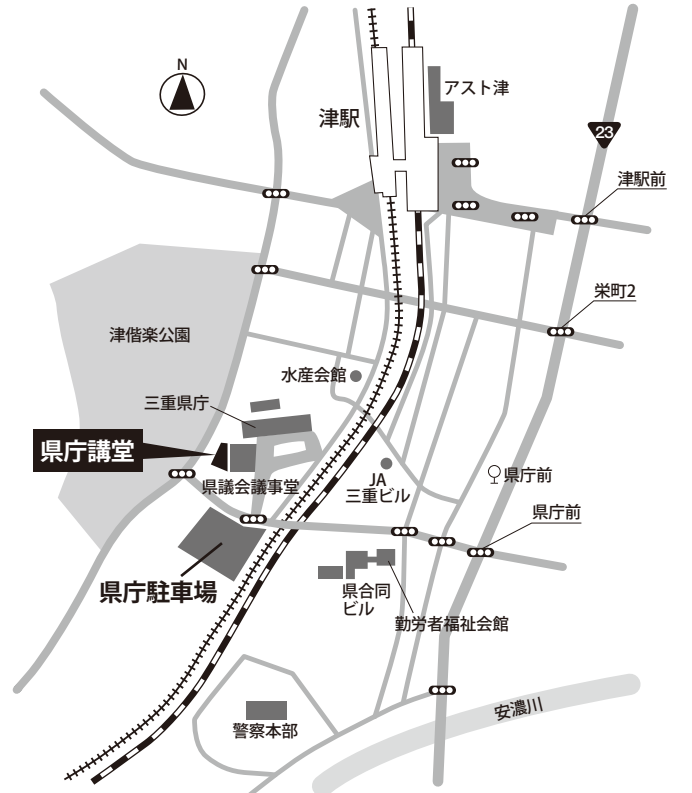 N
アスト津
津駅
23
津駅前
栄町2
津偕楽公園
水産会館
三重県庁
県庁講堂
県議会議事堂
JA
三重ビル
県庁前
県庁前
県庁駐車場
県合同
ビル
勤労者福祉会館
安濃川
警察本部